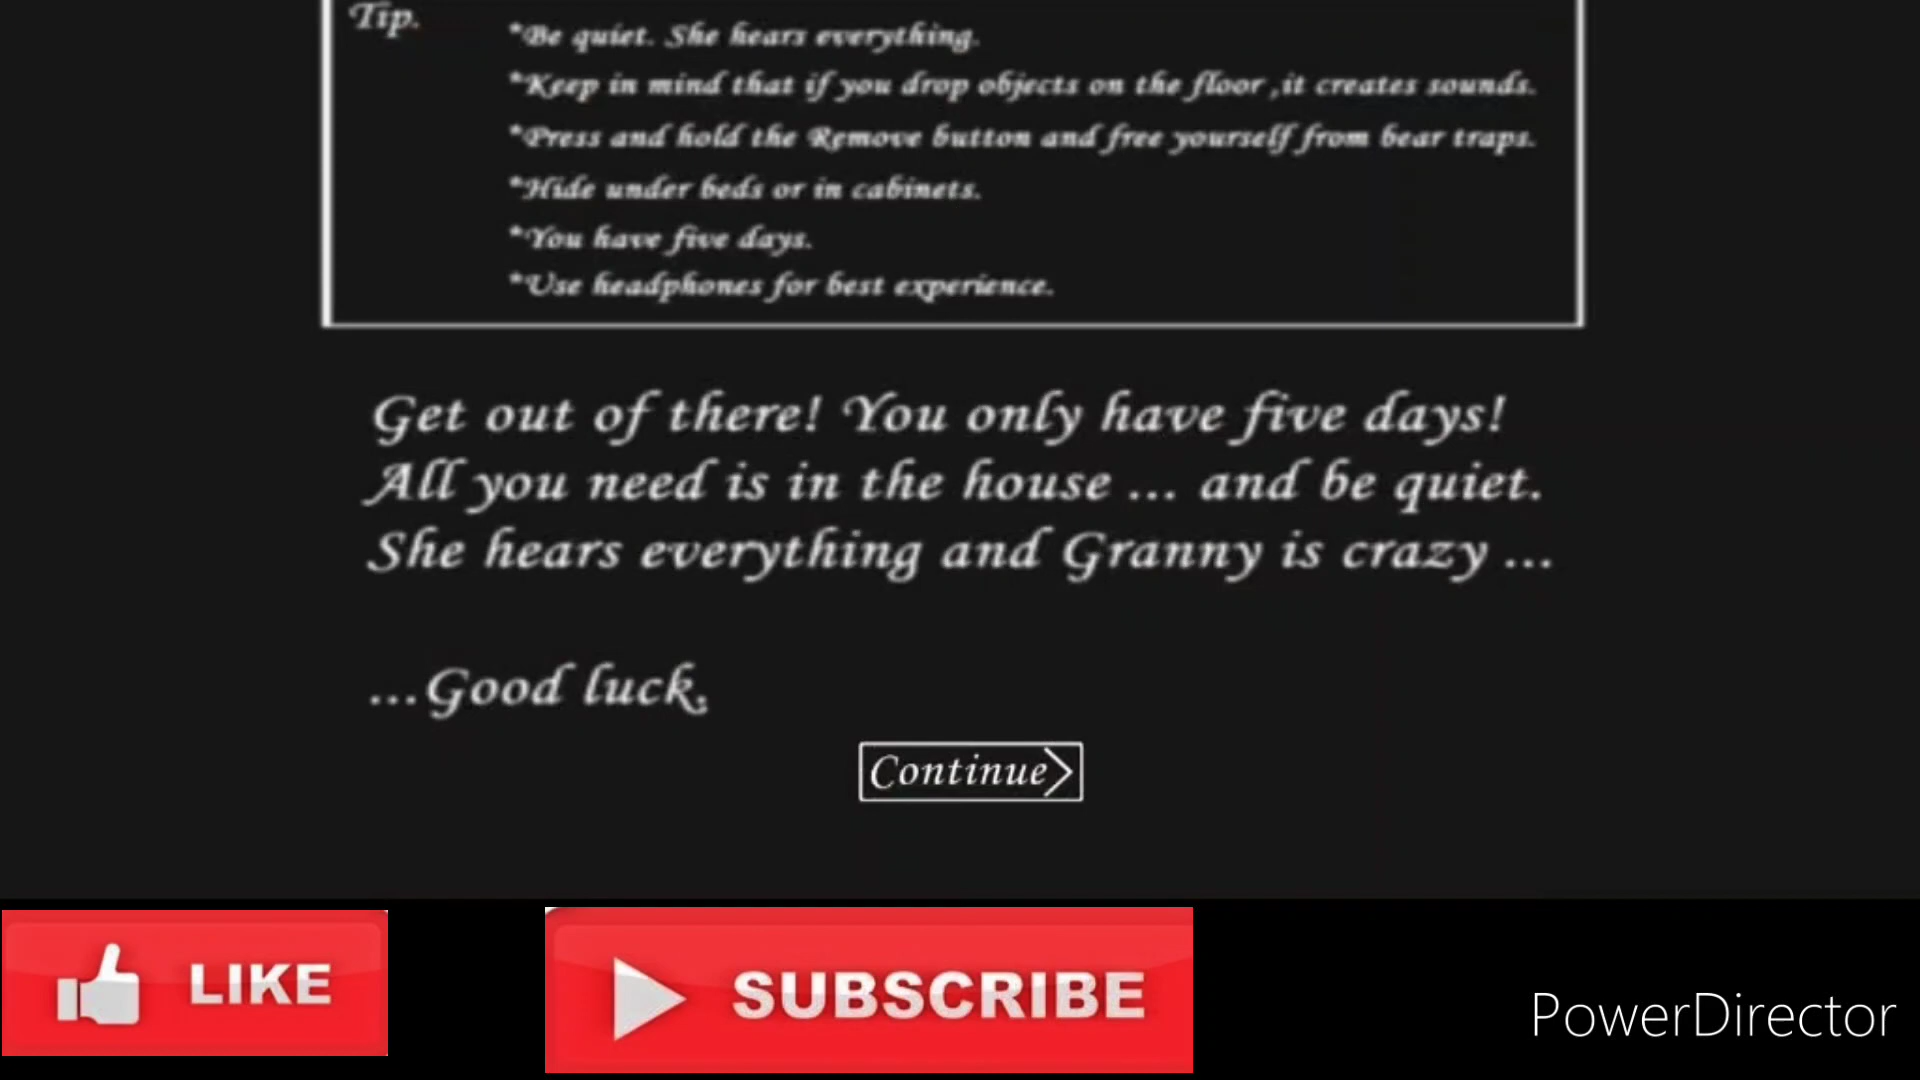 Tip.
*Be quiet. She hears everything.
*Keep in mind that if you drop objects on the floor ,it creates sounds.
*Press and hold the Remove button and free yourself from bear traps.
*Hide under beds or in cabinets.
*You have five days.
*Use headphones for best experience.
Get out of there! You only have five days!
All you need is in the house ... and be quiet.
She hears everything and Granny is crazy ...
...Good luck.
Continue>
LIKE
SUBSCRIBE
PowerDirector